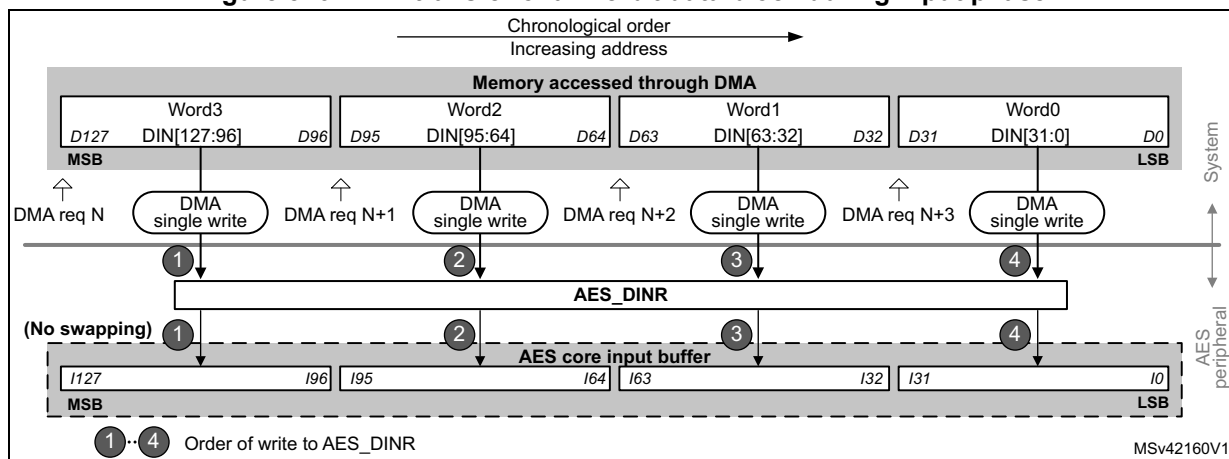 Chronological order
Increasing address
Memory accessed through DMA
Word3 Word2 Word1 Word0
D127 DIN[127:96] D96 D95 DIN[95:64] D64 D63 DIN[63:32] D32 D31 DIN[31:0] D0
MSB LSB
System
DMA req N DMA single write DMA req N+1 DMA single write DMA req N+2 DMA single write DMA req N+3 DMA single write
1 2 3 4
AES_DINR
(No swapping) 1 2 3 4
AES peripheral
AES core input buffer
I127 I96 I95 I64 I63 I32 I31 I0
MSB LSB
1··4 Order of write to AES_DINR
MSv42160V1